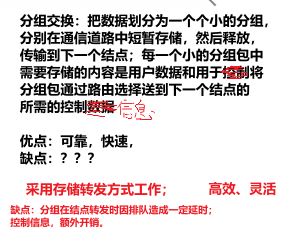 分组交换：把数据划分为一个个小的分组，
分别在通信道路中短暂存储，然后释放，
传输到下一个结点；每一个小的分组包中
需要存储的内容是用户数据和用于控制将
分组包通过路由选择送到下一个结点的
所需的控制数据 信息
优点：可靠，快速，
缺点：？？？
采用存储转发方式工作； 高效、灵活
缺点：分组在结点转发时因排队造成一定延时；
控制信息，额外开销。